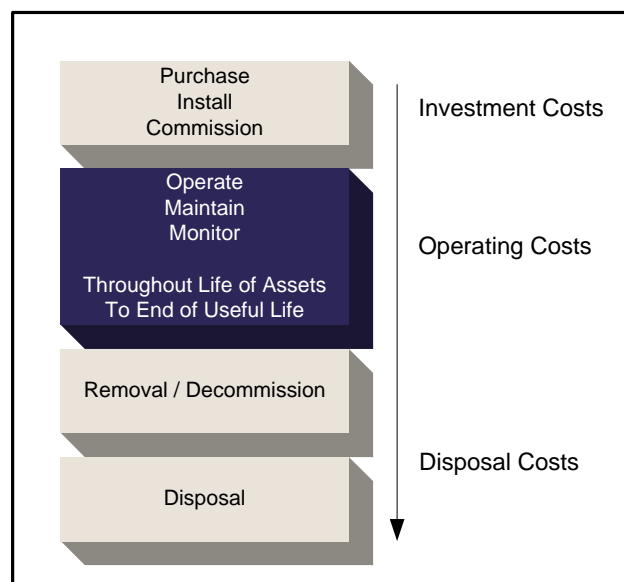 Purchase
Install
Commission
Investment Costs
Operate
Maintain
Monitor
Throughout Life of Assets
To End of Useful Life
Operating Costs
Removal / Decommission
Disposal
Disposal Costs